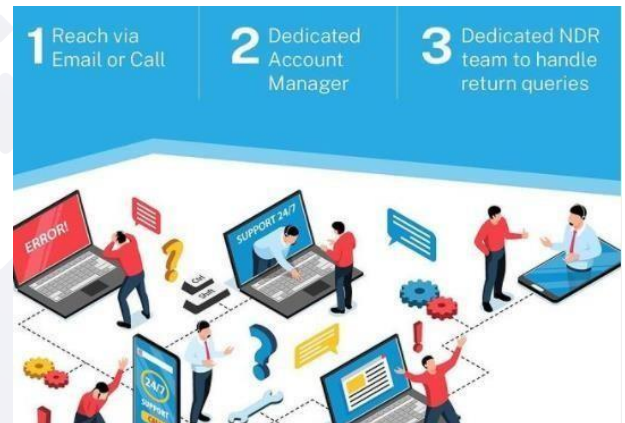 1 Reach via
Email or Call
2 Dedicated
Account
Manager
3 Dedicated NDR
team to handle
return queries
ERROR!
SUPPORT 24/7
Ctrl
Shift
24/7
SUPPORT